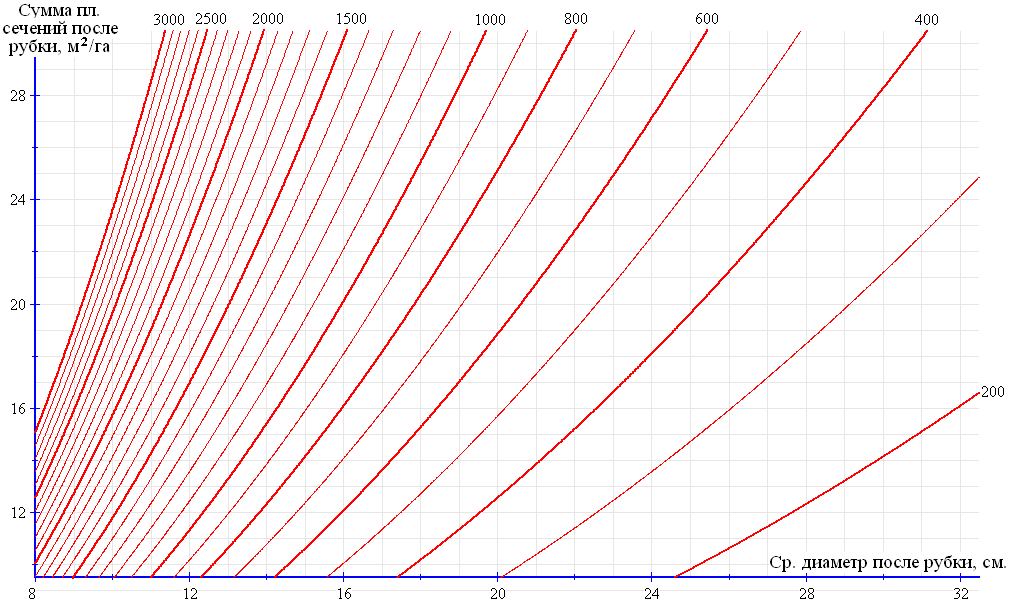 Сумма пл.
сечений после
рубки, м²/га
3000 2500 2000 1500 1000 800 600 400
28
24
20
16
12
200
Ср. диаметр после рубки, см.
8 12 16 20 24 28 32